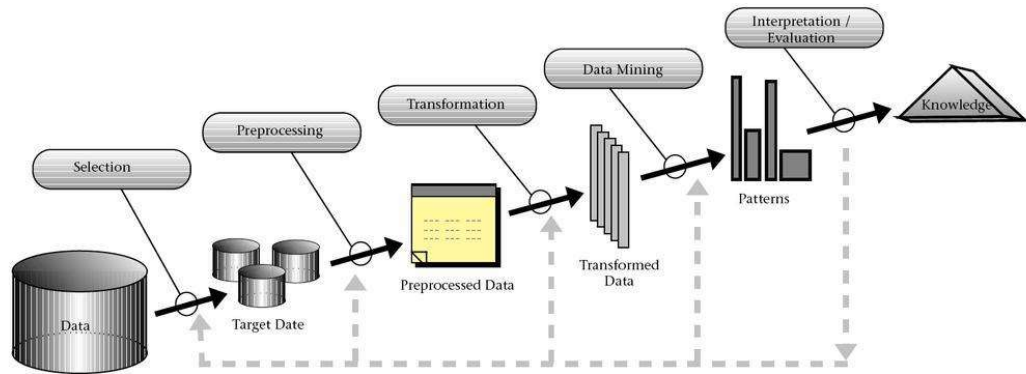 Interpretation /
Evaluation
Data Mining
Transformation
Preprocessing
Selection
Knowledge
Patterns
Transformed
Data
Preprocessed Data
Target Date
Data